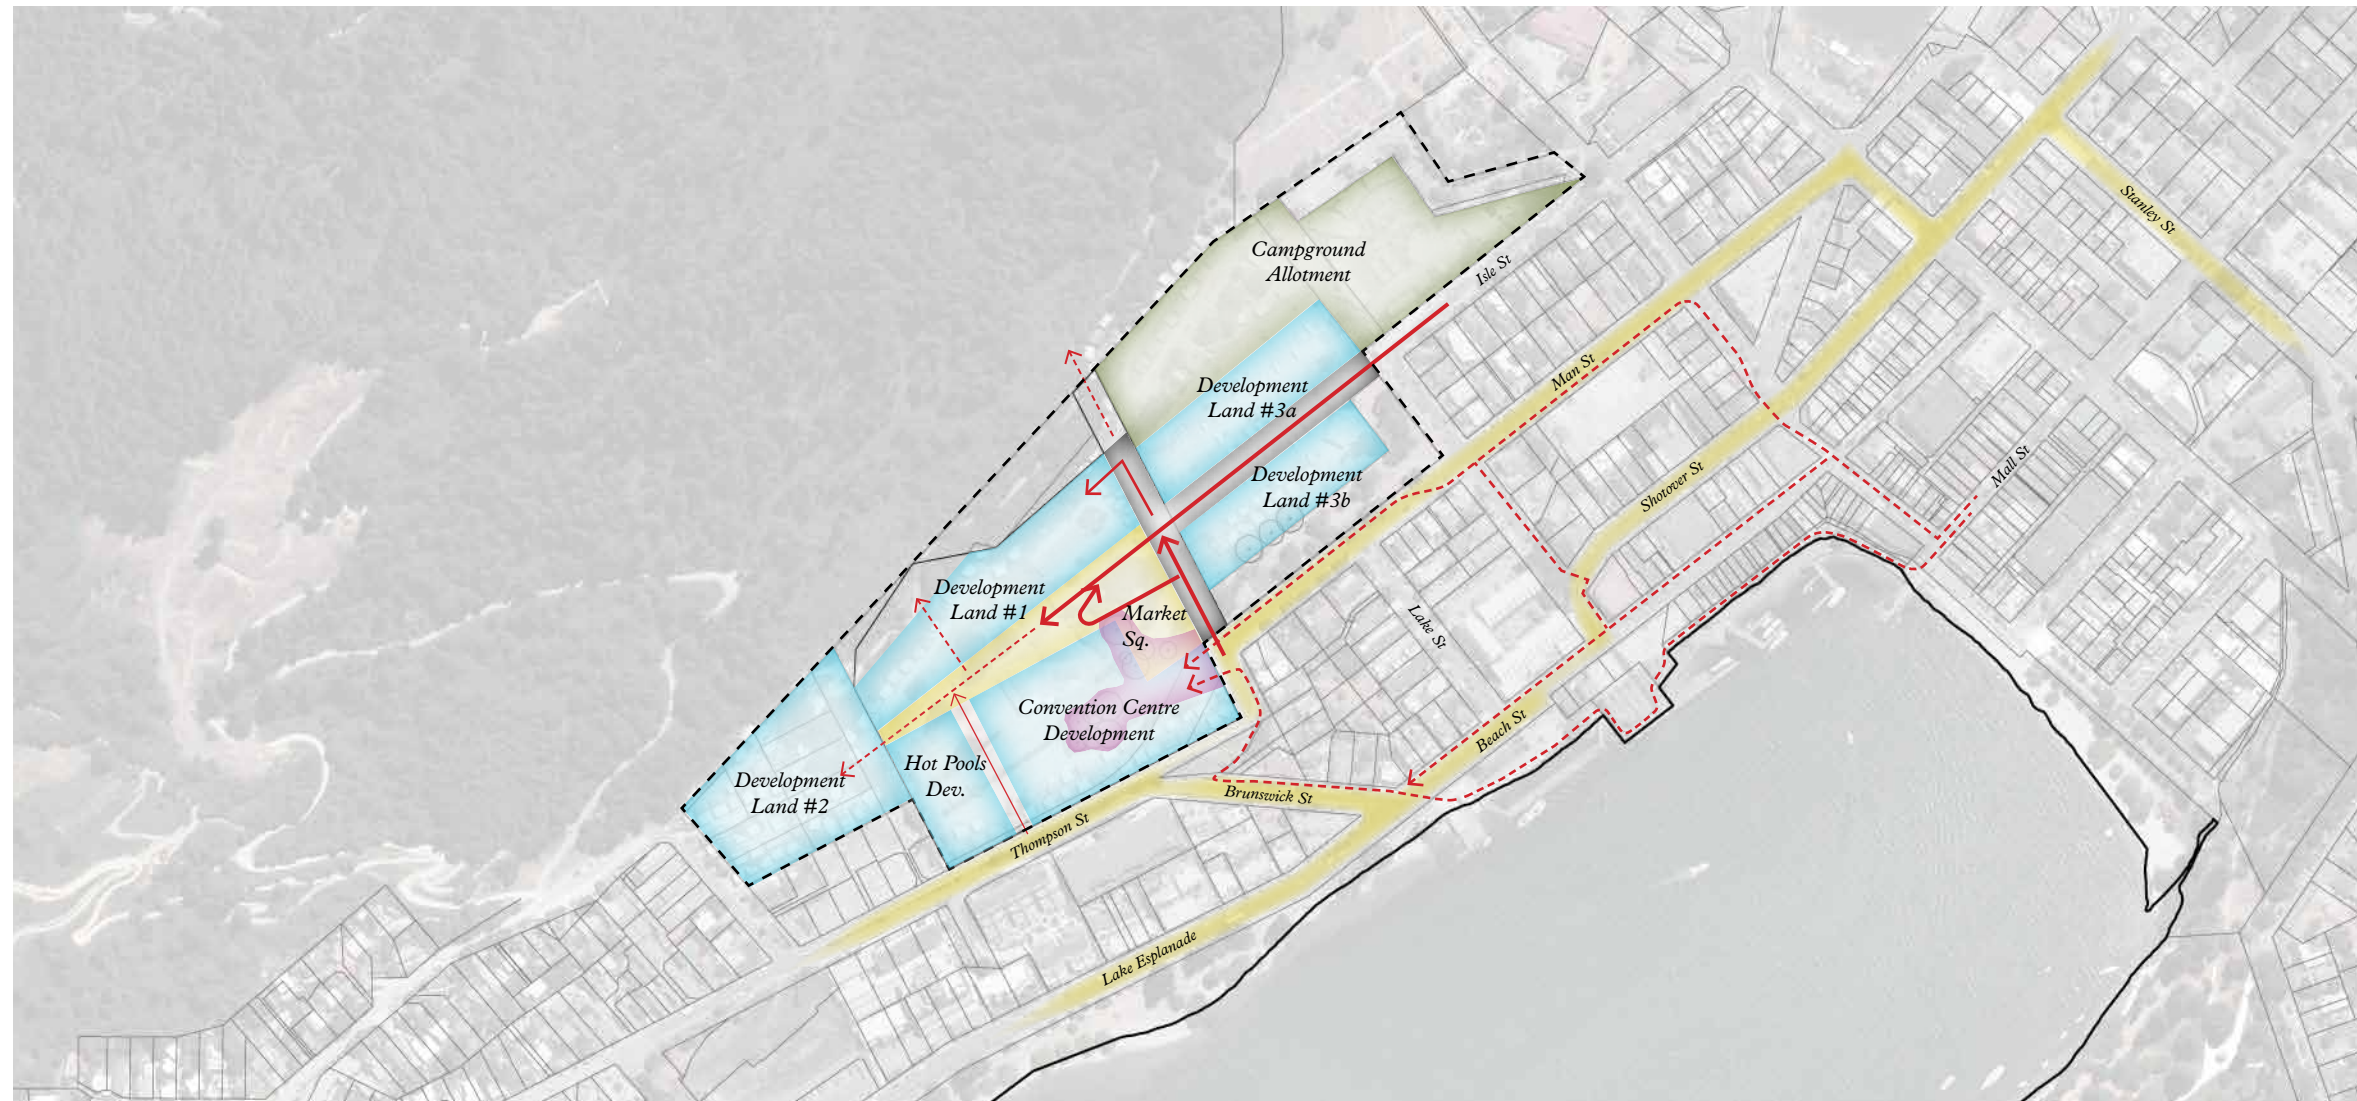 Stanley St
Campground
Allotment
Isle St
Man St
Development
Land #3a
Mall St
Development
Land #3b
Shotover St
Development
Land #1
Market
Sq.
Lake St
Convention Centre
Development
Beach St
Hot Pools
Dev.
Development
Land #2
Brunswick St
Thompson St
Lake Esplanade